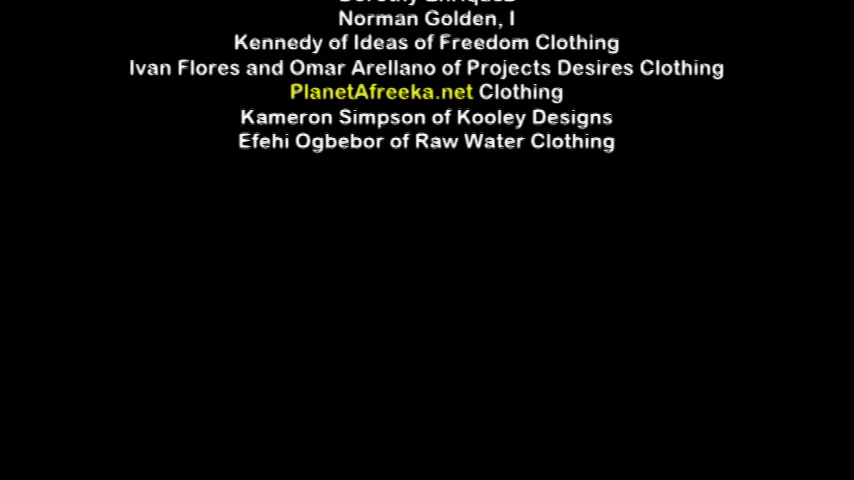 Norman Golden, I
Kennedy of Ideas of Freedom Clothing
Ivan Flores and Omar Arellano of Projects Desires Clothing
PlanetAfreeka.net Clothing
Kameron Simpson of Kooley Designs
Efehi Ogbebor of Raw Water Clothing